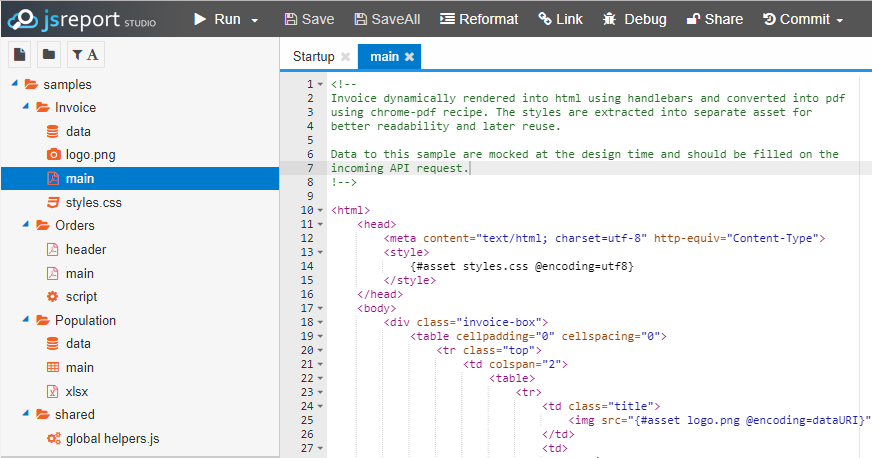 jsreport STUDIO Run Save SaveAll Reformat Link Debug Share Commit
A
Startup main
samples
Invoice
data
logo.png
main
styles.css
Orders
header
main
script
Population
data
main
xlsx
shared
global helpers.js
1 <!--
2 Invoice dynamically rendered into html using handlebars and converted into pdf
3 using chrome-pdf recipe. The styles are extracted into separate asset for
4 better readability and later reuse.
5
6 Data to this sample are mocked at the design time and should be filled on the
7 incoming API request.
8 !-->
9
10 <html>
11 <head>
12 <meta content="text/html; charset=utf-8" http-equiv="Content-Type">
13 <style>
14 {#asset styles.css @encoding=utf8}
15 </style>
16 </head>
17 <body>
18 <div class="invoice-box">
19 <table cellpadding="0" cellspacing="0">
20 <tr class="top">
21 <td colspan="2">
22 <table>
23 <tr>
24 <td class="title">
25 <img src="{#asset logo.png @encoding=dataURI}"
26 </td>
27 <td>